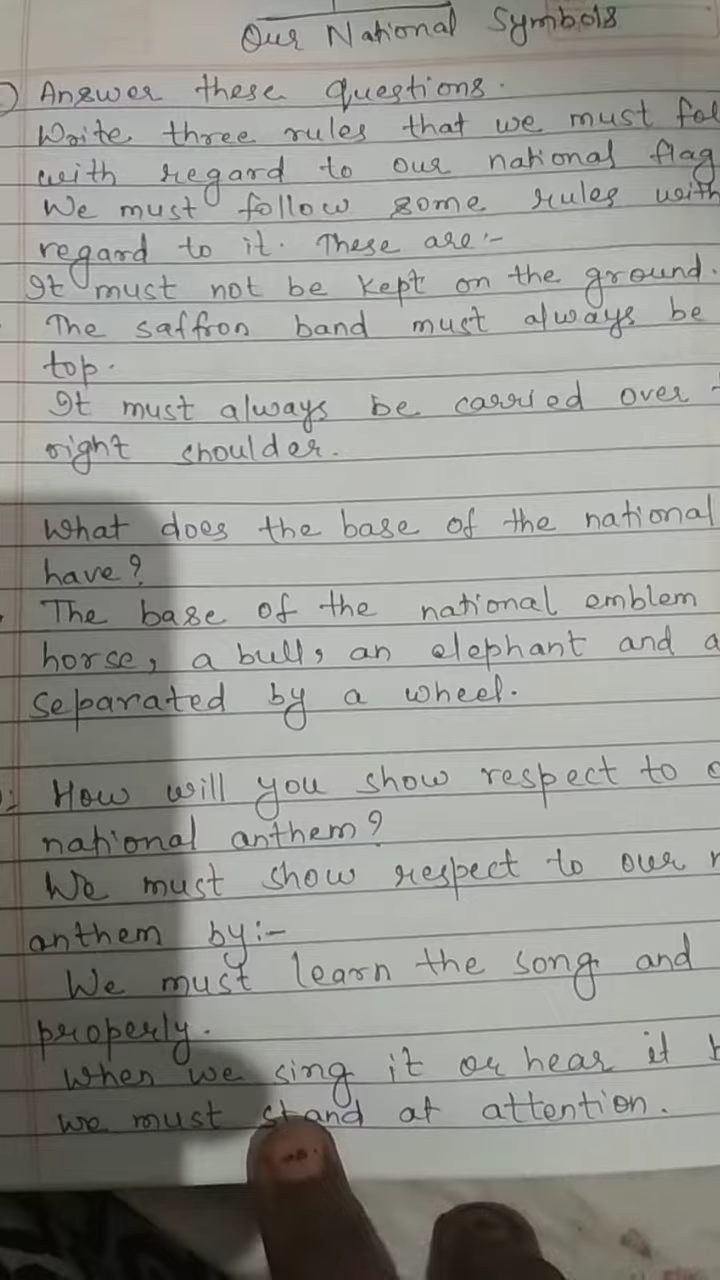 Our National Symbols
Answer these questions.
Write three rules that we must fol
with regard to our national flag
We must follow some rules with
regard to it. These are :-
It must not be kept on the ground.
The saffron band must always be
top.
It must always be carried over
right shoulder.
What does the base of the national
have?
The base of the national emblem
horse, a bull, an elephant and a
separated by a wheel.
How will you show respect to
national anthem?
We must show respect to our
anthem by :-
We must learn the song and
properly.
When we sing it or hear it
we must stand at attention.